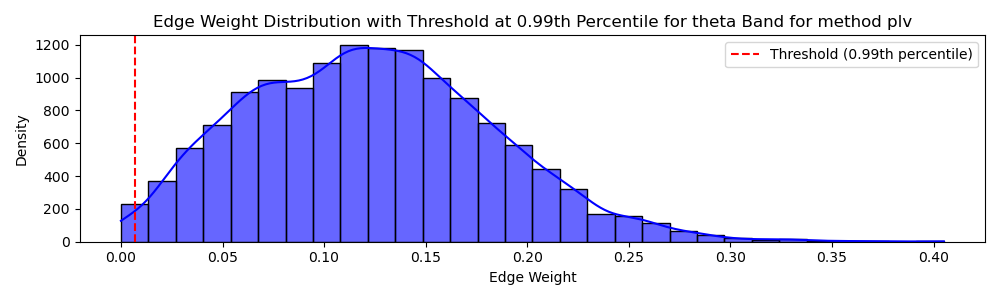 Edge Weight Distribution with Threshold at 0.99th Percentile for theta Band for method plv
Threshold (0.99th percentile)
Density
1200
1000
800
600
400
200
0
0.00 0.05 0.10 0.15 0.20 0.25 0.30 0.35 0.40
Edge Weight